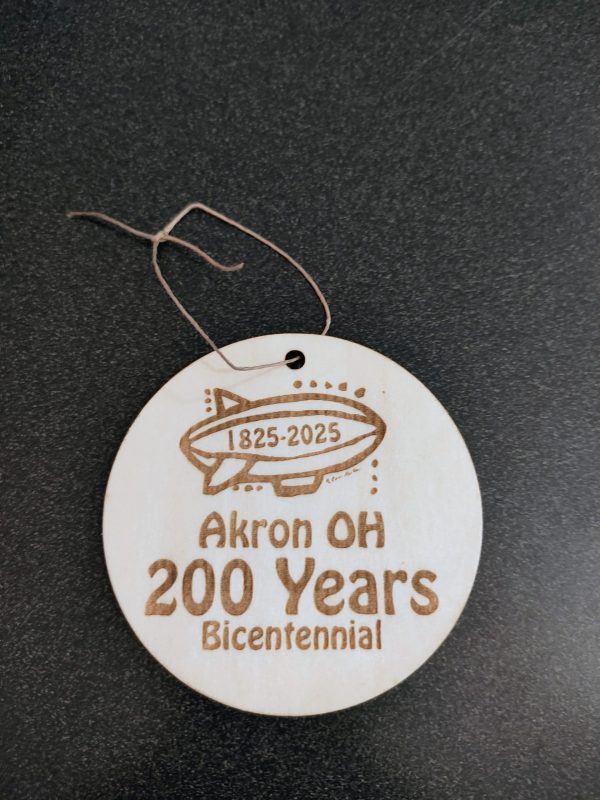 1825-2025
Akron OH
200 Years
Bicentennial